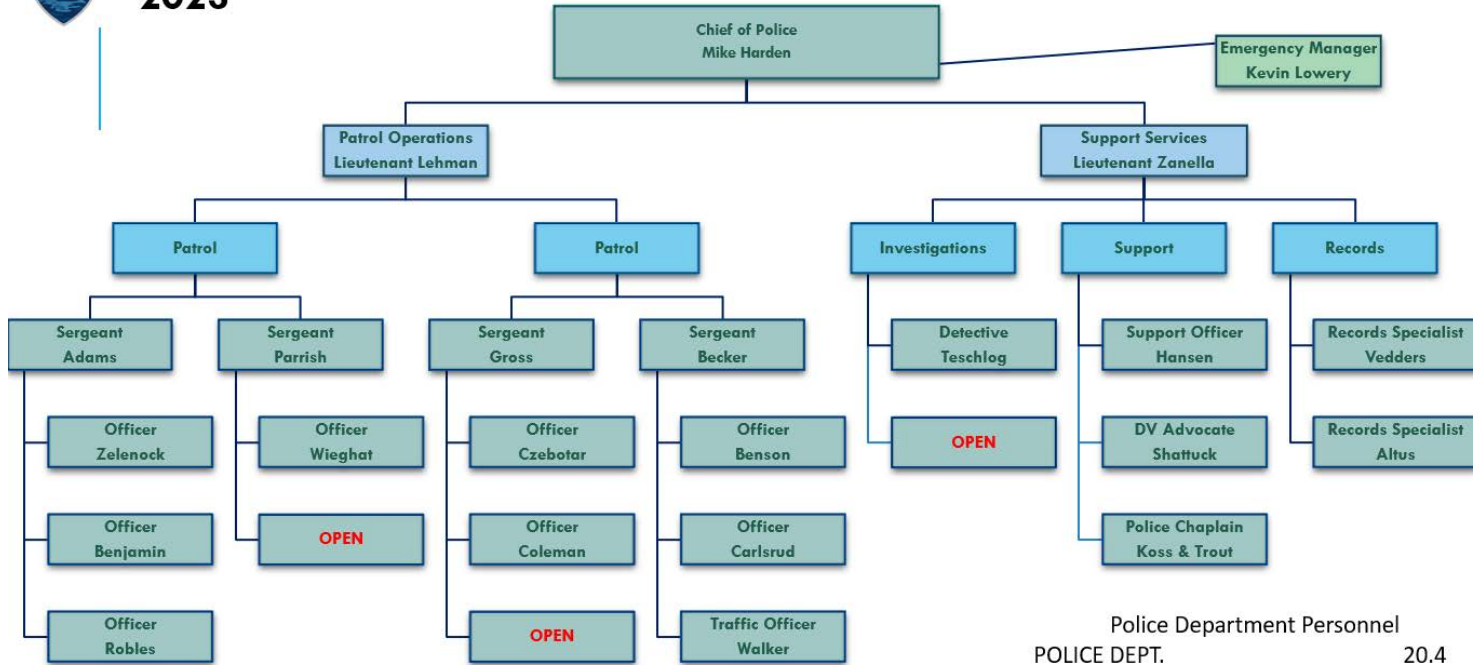 2023
Chief of Police
Mike Harden
Emergency Manager
Kevin Lowery
Patrol Operations
Lieutenant Lehman
Support Services
Lieutenant Zanella
Patrol
Patrol
Investigations
Support
Records
Sergeant
Adams
Sergeant
Parrish
Sergeant
Gross
Sergeant
Becker
Detective
Teschlog
Support Officer
Hansen
Records Specialist
Vedders
Officer
Zelenock
Officer
Wieghat
Officer
Czebotar
Officer
Benson
OPEN
DV Advocate
Shattuck
Records Specialist
Altus
Officer
Benjamin
OPEN
Officer
Coleman
Officer
Carlsrud
Police Chaplain
Koss & Trout
Officer
Robles
OPEN
Traffic Officer
Walker
Police Department Personnel
POLICE DEPT. 20.4